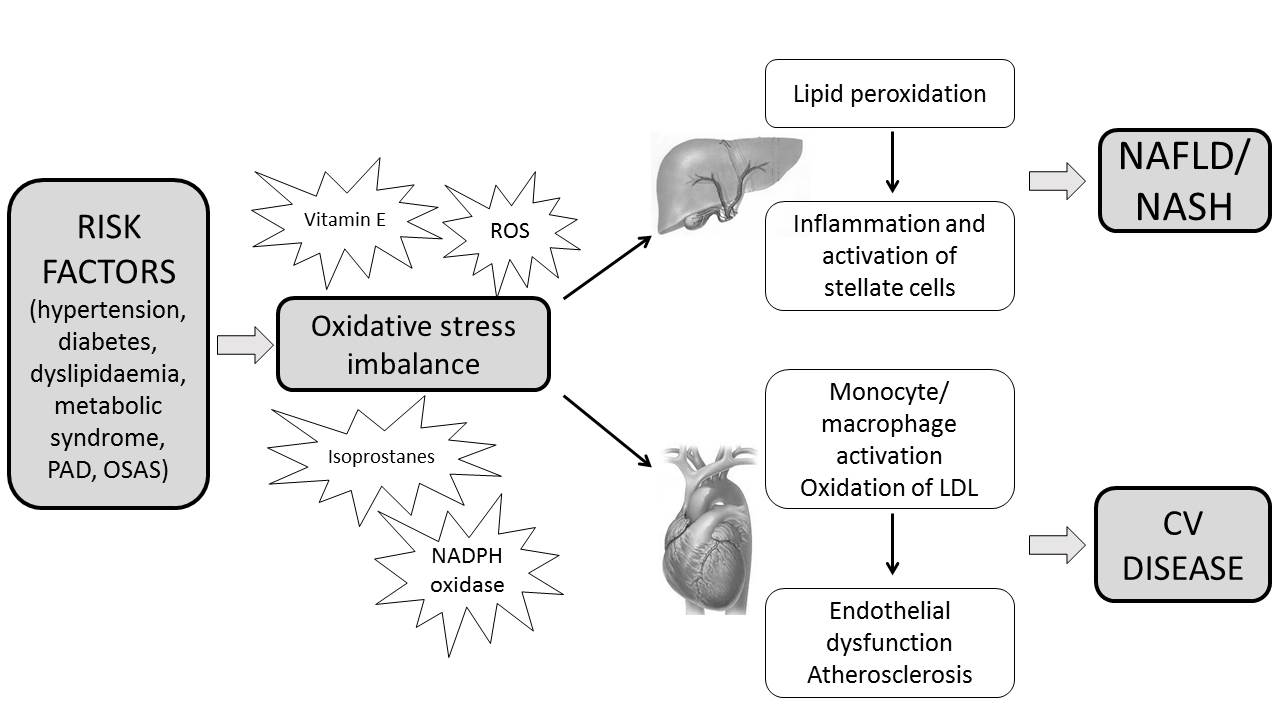 RISK
FACTORS
(hypertension,
diabetes,
dyslipidaemia,
metabolic
syndrome,
PAD, OSAS)
Vitamin E
ROS
Oxidative stress
imbalance
Isoprostanes
NADPH
oxidase
Lipid peroxidation
Inflammation and
activation of
stellate cells
NAFLD/
NASH
Monocyte/
macrophage
activation
Oxidation of LDL
Endothelial
dysfunction
Atherosclerosis
CV
DISEASE